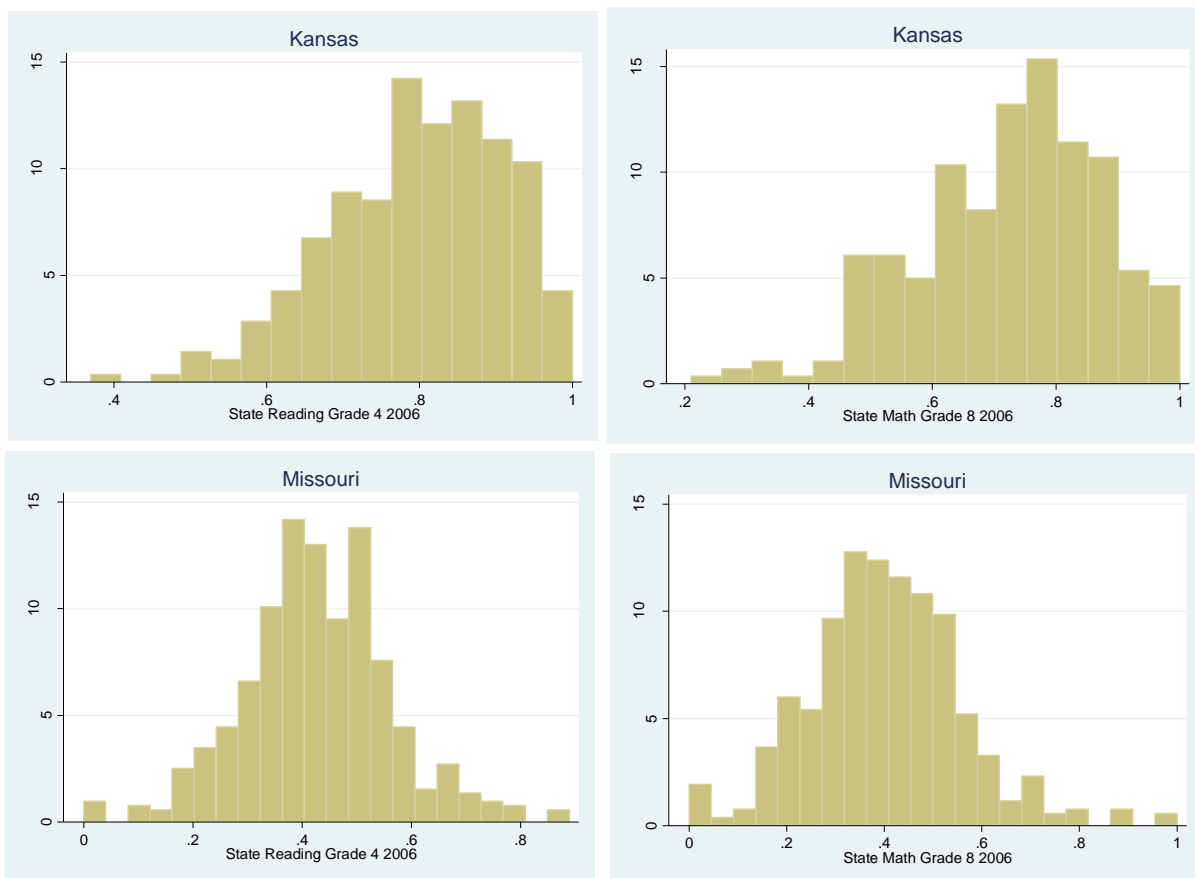 Kansas
15
10
5
0
.4 .6 .8 1
State Reading Grade 4 2006
Kansas
15
10
5
0
.2 .4 .6 .8 1
State Math Grade 8 2006
Missouri
15
10
5
0
0 .2 .4 .6 .8
State Reading Grade 4 2006
Missouri
15
10
5
0
0 .2 .4 .6 .8 1
State Math Grade 8 2006